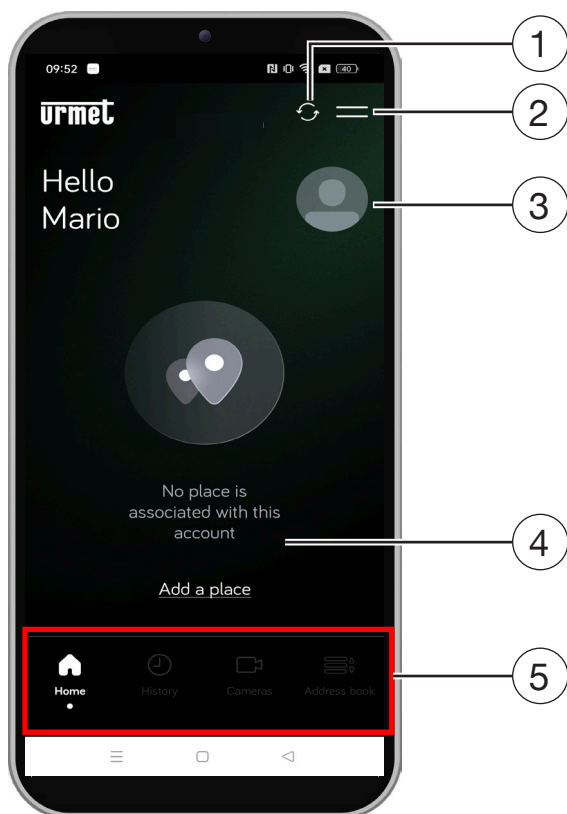 09:52
40
urmet
Hello
Mario
No place is
associated with this
account
Add a place
Home
History
Cameras
Address book
1
2
3
4
5